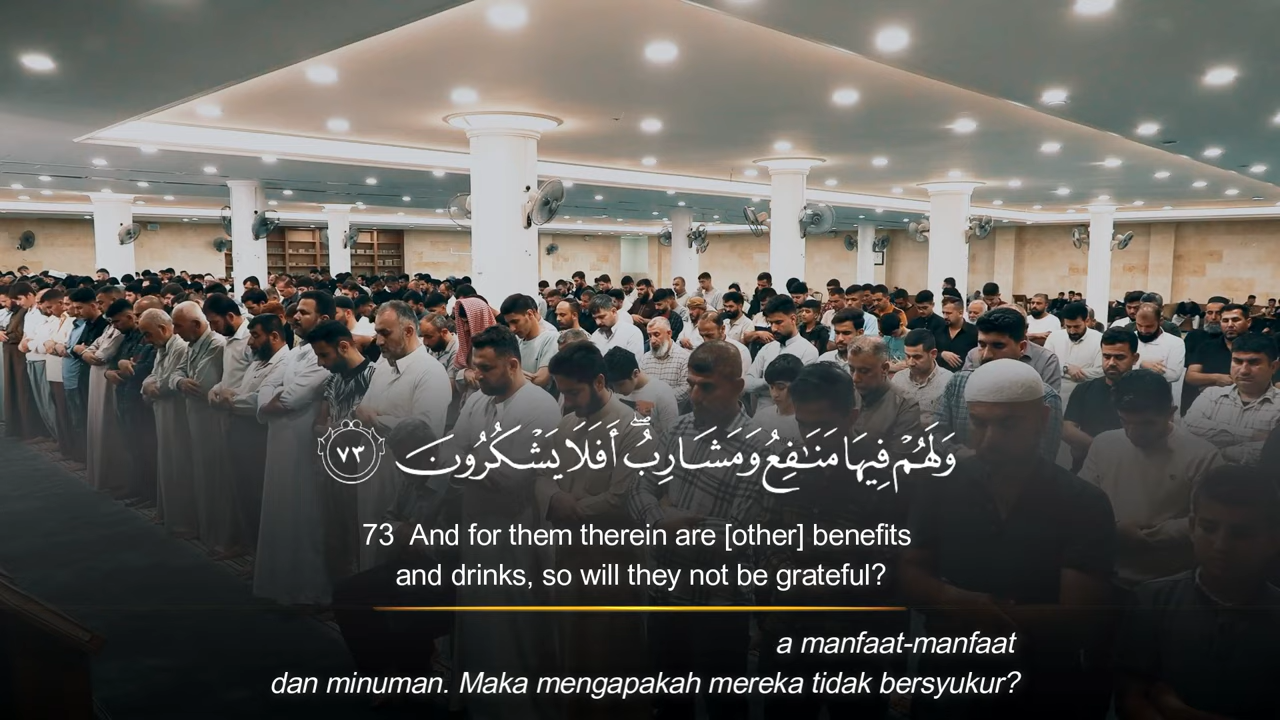 وَلَهُمْ فِيهَا مَنَـٰفِعُ وَمَشَارِبُ ۖ أَفَلَا يَشْكُرُونَ ٧٣
73 And for them therein are [other] benefits
and drinks, so will they not be grateful?
a manfaat-manfaat
dan minuman. Maka mengapakah mereka tidak bersyukur?